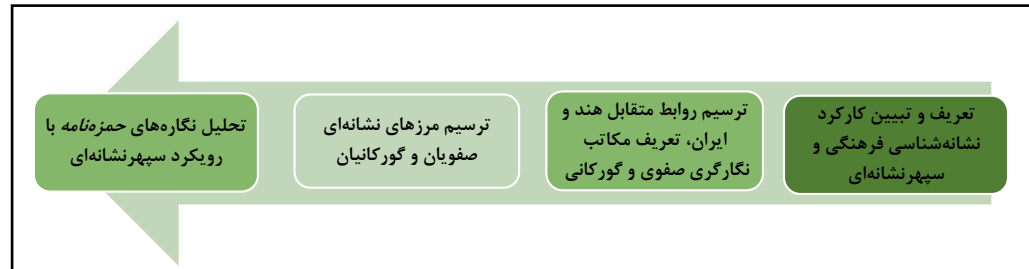 تعریف و تبیین کارکرد
نشانه‌شناسی فرهنگی و
سپهرنشانه‌ای
ترسیم روابط متقابل هند و
ایران، تعریف مکاتب
نگارگری صفوی و گورکانی
ترسیم مرزهای نشانه‌ای
صفویان و گورکانیان
تحلیل نگاره‌های حمزه‌نامه با
رویکرد سپهرنشانه‌ای